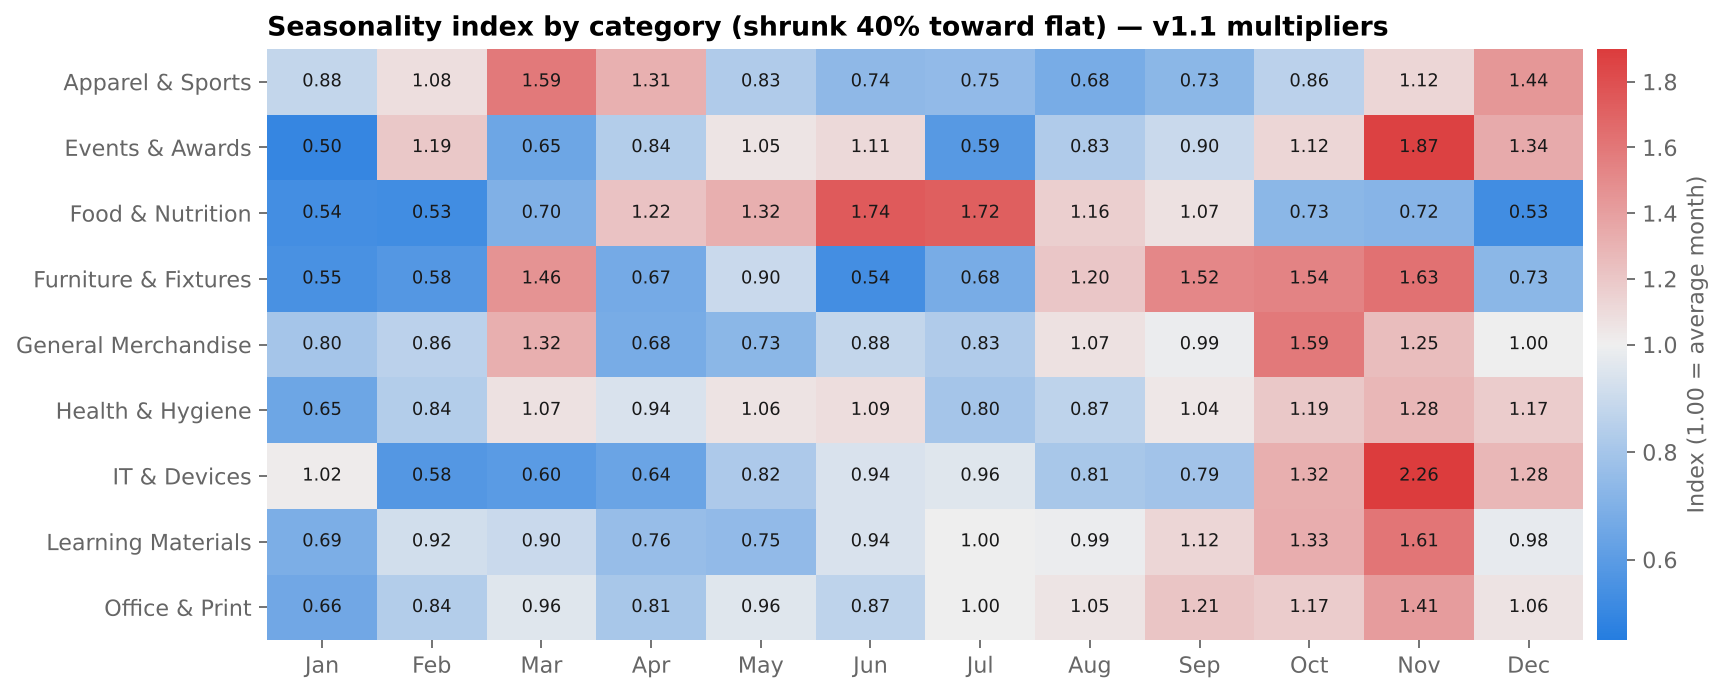 Seasonality index by category (shrunk 40% toward flat) — v1.1 multipliers
Apparel & Sports 0.88 1.08 1.59 1.31 0.83 0.74 0.75 0.68 0.73 0.86 1.12 1.44
Events & Awards 0.50 1.19 0.65 0.84 1.05 1.11 0.59 0.83 0.90 1.12 1.87 1.34
Food & Nutrition 0.54 0.53 0.70 1.22 1.32 1.74 1.72 1.16 1.07 0.73 0.72 0.53
Furniture & Fixtures 0.55 0.58 1.46 0.67 0.90 0.54 0.68 1.20 1.52 1.54 1.63 0.73
General Merchandise 0.80 0.86 1.32 0.68 0.73 0.88 0.83 1.07 0.99 1.59 1.25 1.00
Health & Hygiene 0.65 0.84 1.07 0.94 1.06 1.09 0.80 0.87 1.04 1.19 1.28 1.17
IT & Devices 1.02 0.58 0.60 0.64 0.82 0.94 0.96 0.81 0.79 1.32 2.26 1.28
Learning Materials 0.69 0.92 0.90 0.76 0.75 0.94 1.00 0.99 1.12 1.33 1.61 0.98
Office & Print 0.66 0.84 0.96 0.81 0.96 0.87 1.00 1.05 1.21 1.17 1.41 1.06
Jan Feb Mar Apr May Jun Jul Aug Sep Oct Nov Dec
1.8
1.6
1.4
1.2
1.0
0.8
0.6
Index (1.00 = average month)